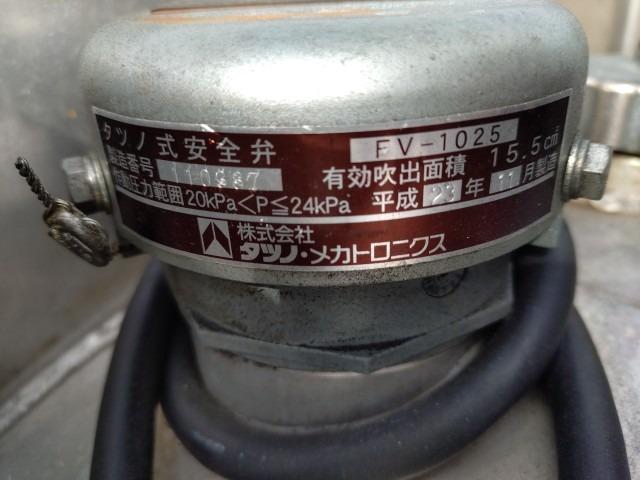 タツノ式安全弁 FV-1025
製造番号 有効吹出面積 15.5cm²
作動圧力範囲 20kPa<P≦24kPa 平成 23 年 11 月製造
株式会社
タツノ・メカトロニクス